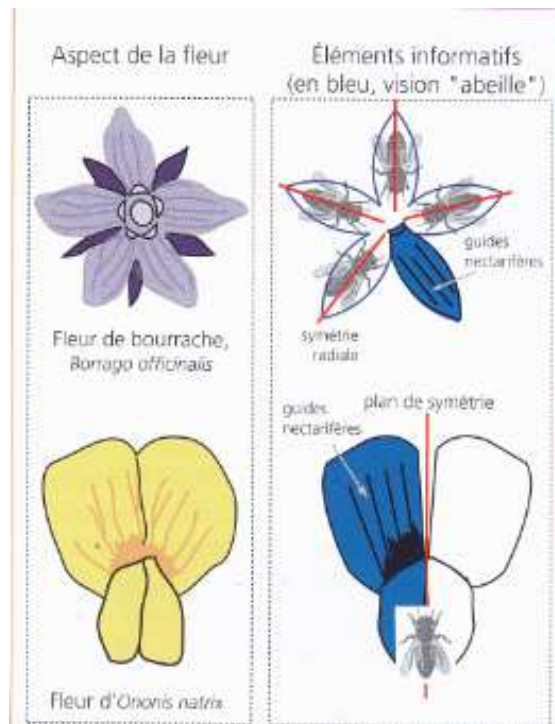 Aspect de la fleur
Éléments informatifs
(en bleu, vision "abeille")
guides
nectarifères
symétrie
radiale
Fleur de bourrache,
Borrago officinalis
guides
nectarifères
plan de symétrie
Fleur d'Ononis natrix